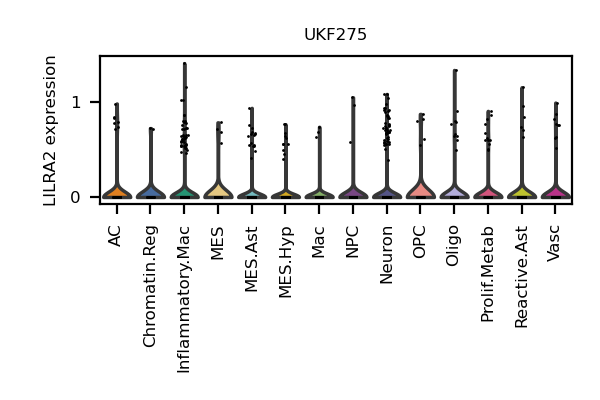 UKF275
LILRA2 expression
1
0
AC
Chromatin.Reg
Inflammatory.Mac
MES
MES.Ast
MES.Hyp
Mac
NPC
Neuron
OPC
Oligo
Prolif.Metab
Reactive.Ast
Vasc